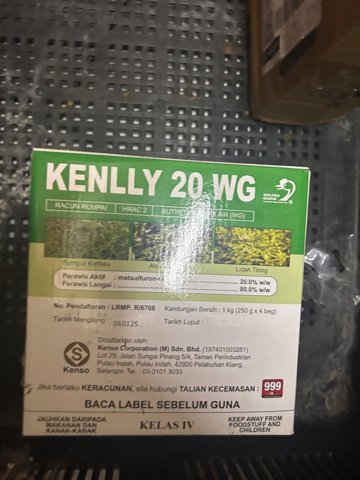 KENLLY 20 WG
GOLDEN GOOSE
RACUN RUMPAI HRAC 2 AIR (WG)
Rumput Kerbau Lidah Tiong
Perawis Aktif : metsulfuron- 20.0% w/w
Perawis Lengai : 80.0% w/w
No. Pendaftaran : LRMP. R/6708 Kandungan Bersih : 1 kg (250 g x 4 beg)
Tarikh Mengilang : 060125 Tarikh Luput :
Didaftarkan oleh:
Kenso Corporation (M) Sdn. Bhd. (197401003281)
Lot 29, Jalan Sungai Pinang 5/4, Taman Perindustrian
Pulau Indah, Pulau Indah, 42920 Pelabuhan Klang,
Selangor. Tel. : 03-3101 3033
Kenso
Jika berlaku KERACUNAN, sila hubungi TALIAN KECEMASAN : 999
BACA LABEL SEBELUM GUNA
JAUHKAN DARIPADA MAKANAN DAN KANAK-KANAK
KELAS IV
KEEP AWAY FROM FOODSTUFF AND CHILDREN